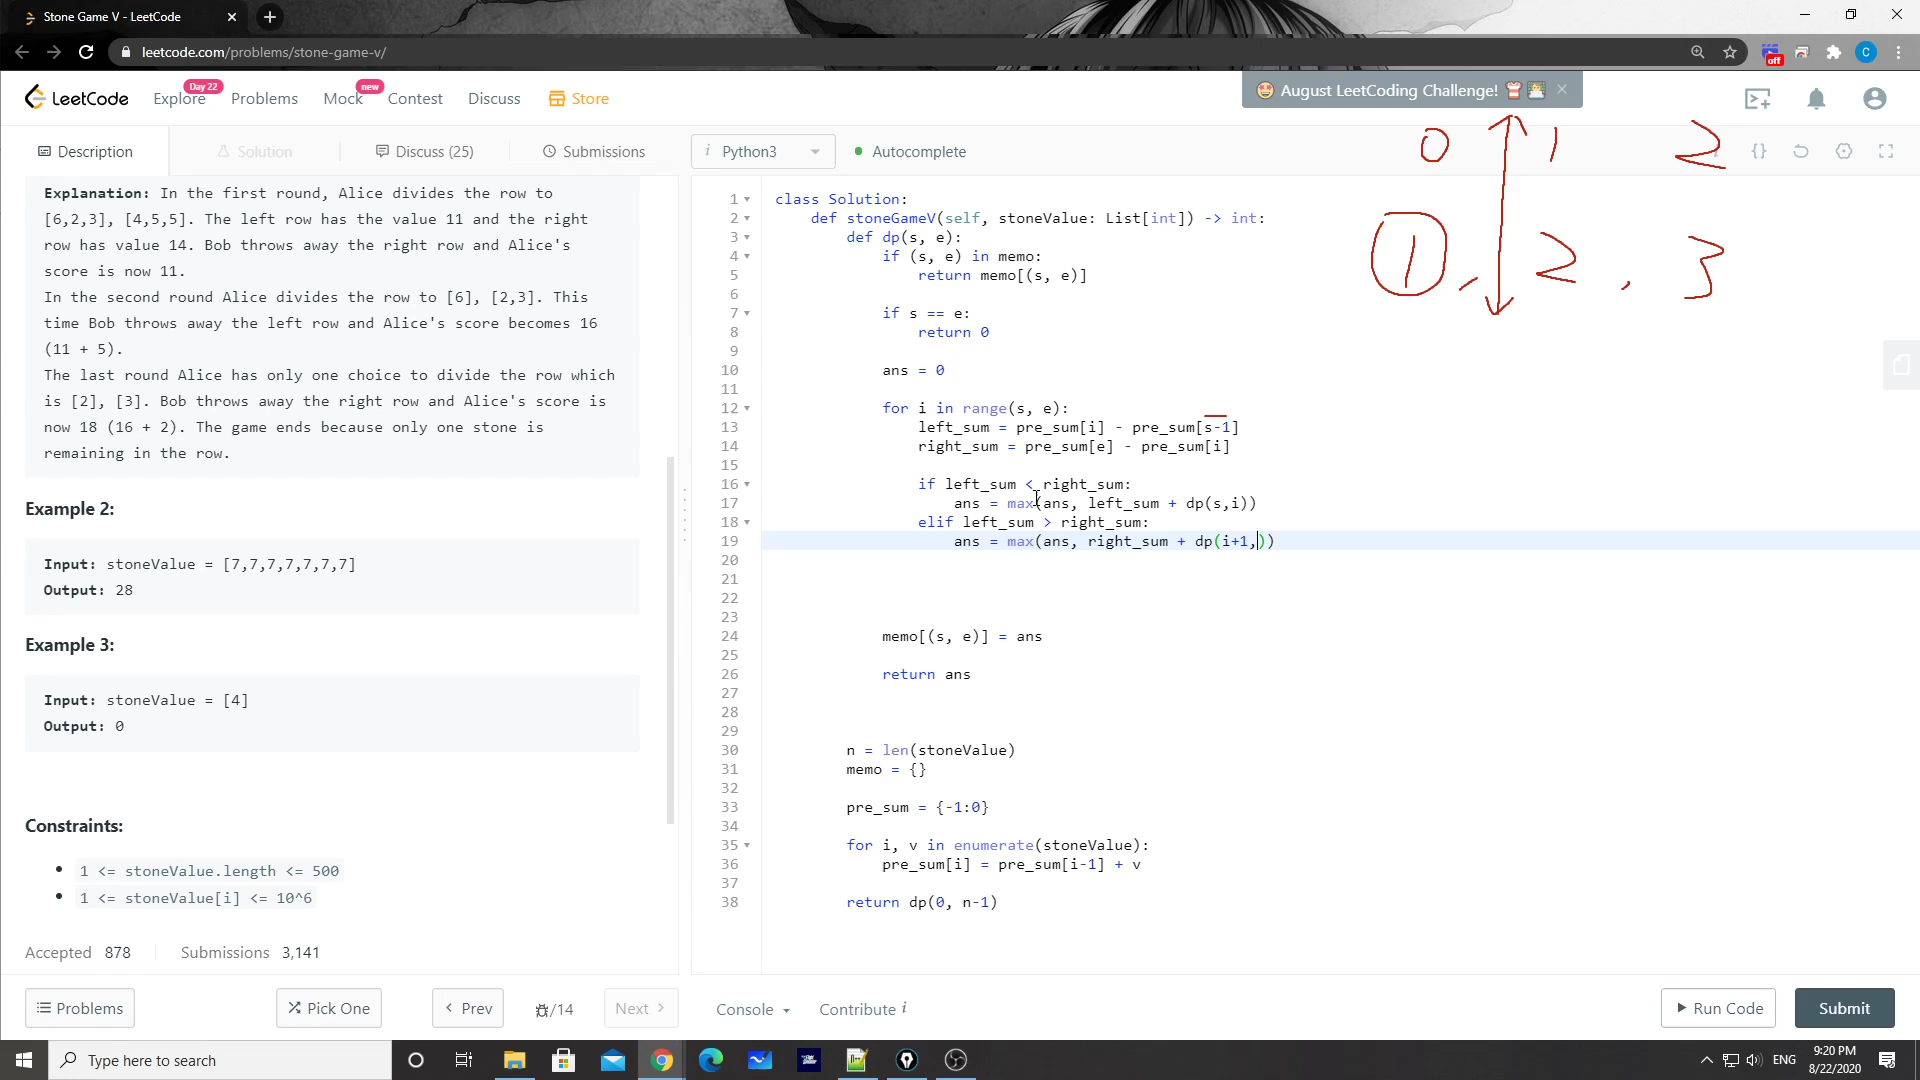 Stone Game V - LeetCode
leetcode.com/problems/stone-game-v/
C
off
LeetCode
Explore
Day 22
Problems
Mock
new
Contest
Discuss
Store
August LeetCoding Challenge!
Description
Solution
Discuss (25)
Submissions
i Python3
Autocomplete
0 1 2
1, 2, 3
Explanation: In the first round, Alice divides the row to
[6,2,3], [4,5,5]. The left row has the value 11 and the right
row has value 14. Bob throws away the right row and Alice's
score is now 11.
In the second round Alice divides the row to [6], [2,3]. This
time Bob throws away the left row and Alice's score becomes 16
(11 + 5).
The last round Alice has only one choice to divide the row which
is [2], [3]. Bob throws away the right row and Alice's score is
now 18 (16 + 2). The game ends because only one stone is
remaining in the row.
Example 2:
Input: stoneValue = [7,7,7,7,7,7,7]
Output: 28
Example 3:
Input: stoneValue = [4]
Output: 0
Constraints:
1 <= stoneValue.length <= 500
1 <= stoneValue[i] <= 10^6
Accepted 878 Submissions 3,141
1 class Solution:
2 def stoneGameV(self, stoneValue: List[int]) -> int:
3 def dp(s, e):
4 if (s, e) in memo:
5 return memo[(s, e)]
6
7 if s == e:
8 return 0
9
10 ans = 0
11
12 for i in range(s, e):
13 left_sum = pre_sum[i] - pre_sum[s-1]
14 right_sum = pre_sum[e] - pre_sum[i]
15
16 if left_sum < right_sum:
17 ans = max(ans, left_sum + dp(s,i))
18 elif left_sum > right_sum:
19 ans = max(ans, right_sum + dp(i+1,))
20
21
22
23
24 memo[(s, e)] = ans
25
26 return ans
27
28
29
30 n = len(stoneValue)
31 memo = {}
32
33 pre_sum = {-1:0}
34
35 for i, v in enumerate(stoneValue):
36 pre_sum[i] = pre_sum[i-1] + v
37
38 return dp(0, n-1)
Problems
Pick One
Prev
/14
Next
Console
Contribute i
Run Code
Submit
Type here to search
ENG
9:20 PM
8/22/2020